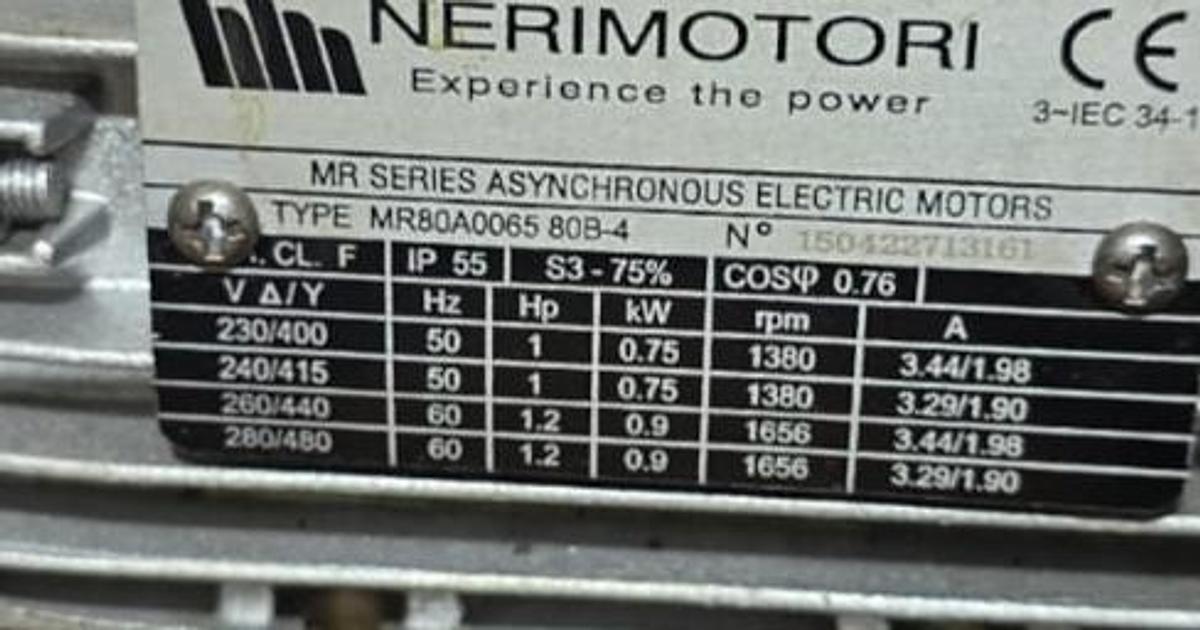 NERIMOTORI
Experience the power
CE
3~IEC 34-1
MR SERIES ASYNCHRONOUS ELECTRIC MOTORS
TYPE MR80A0065 80B-4 N° 150422713161
. CL. F IP 55 S3 - 75% COSφ 0.76
V Δ/Y Hz Hp kW rpm A
230/400 50 1 0.75 1380 3.44/1.98
240/415 50 1 0.75 1380 3.29/1.90
260/440 60 1.2 0.9 1656 3.44/1.98
280/480 60 1.2 0.9 1656 3.29/1.90